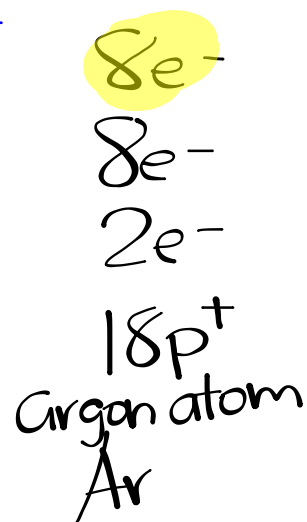 8e⁻
8e⁻
2e⁻
18p⁺
argon atom
Ar